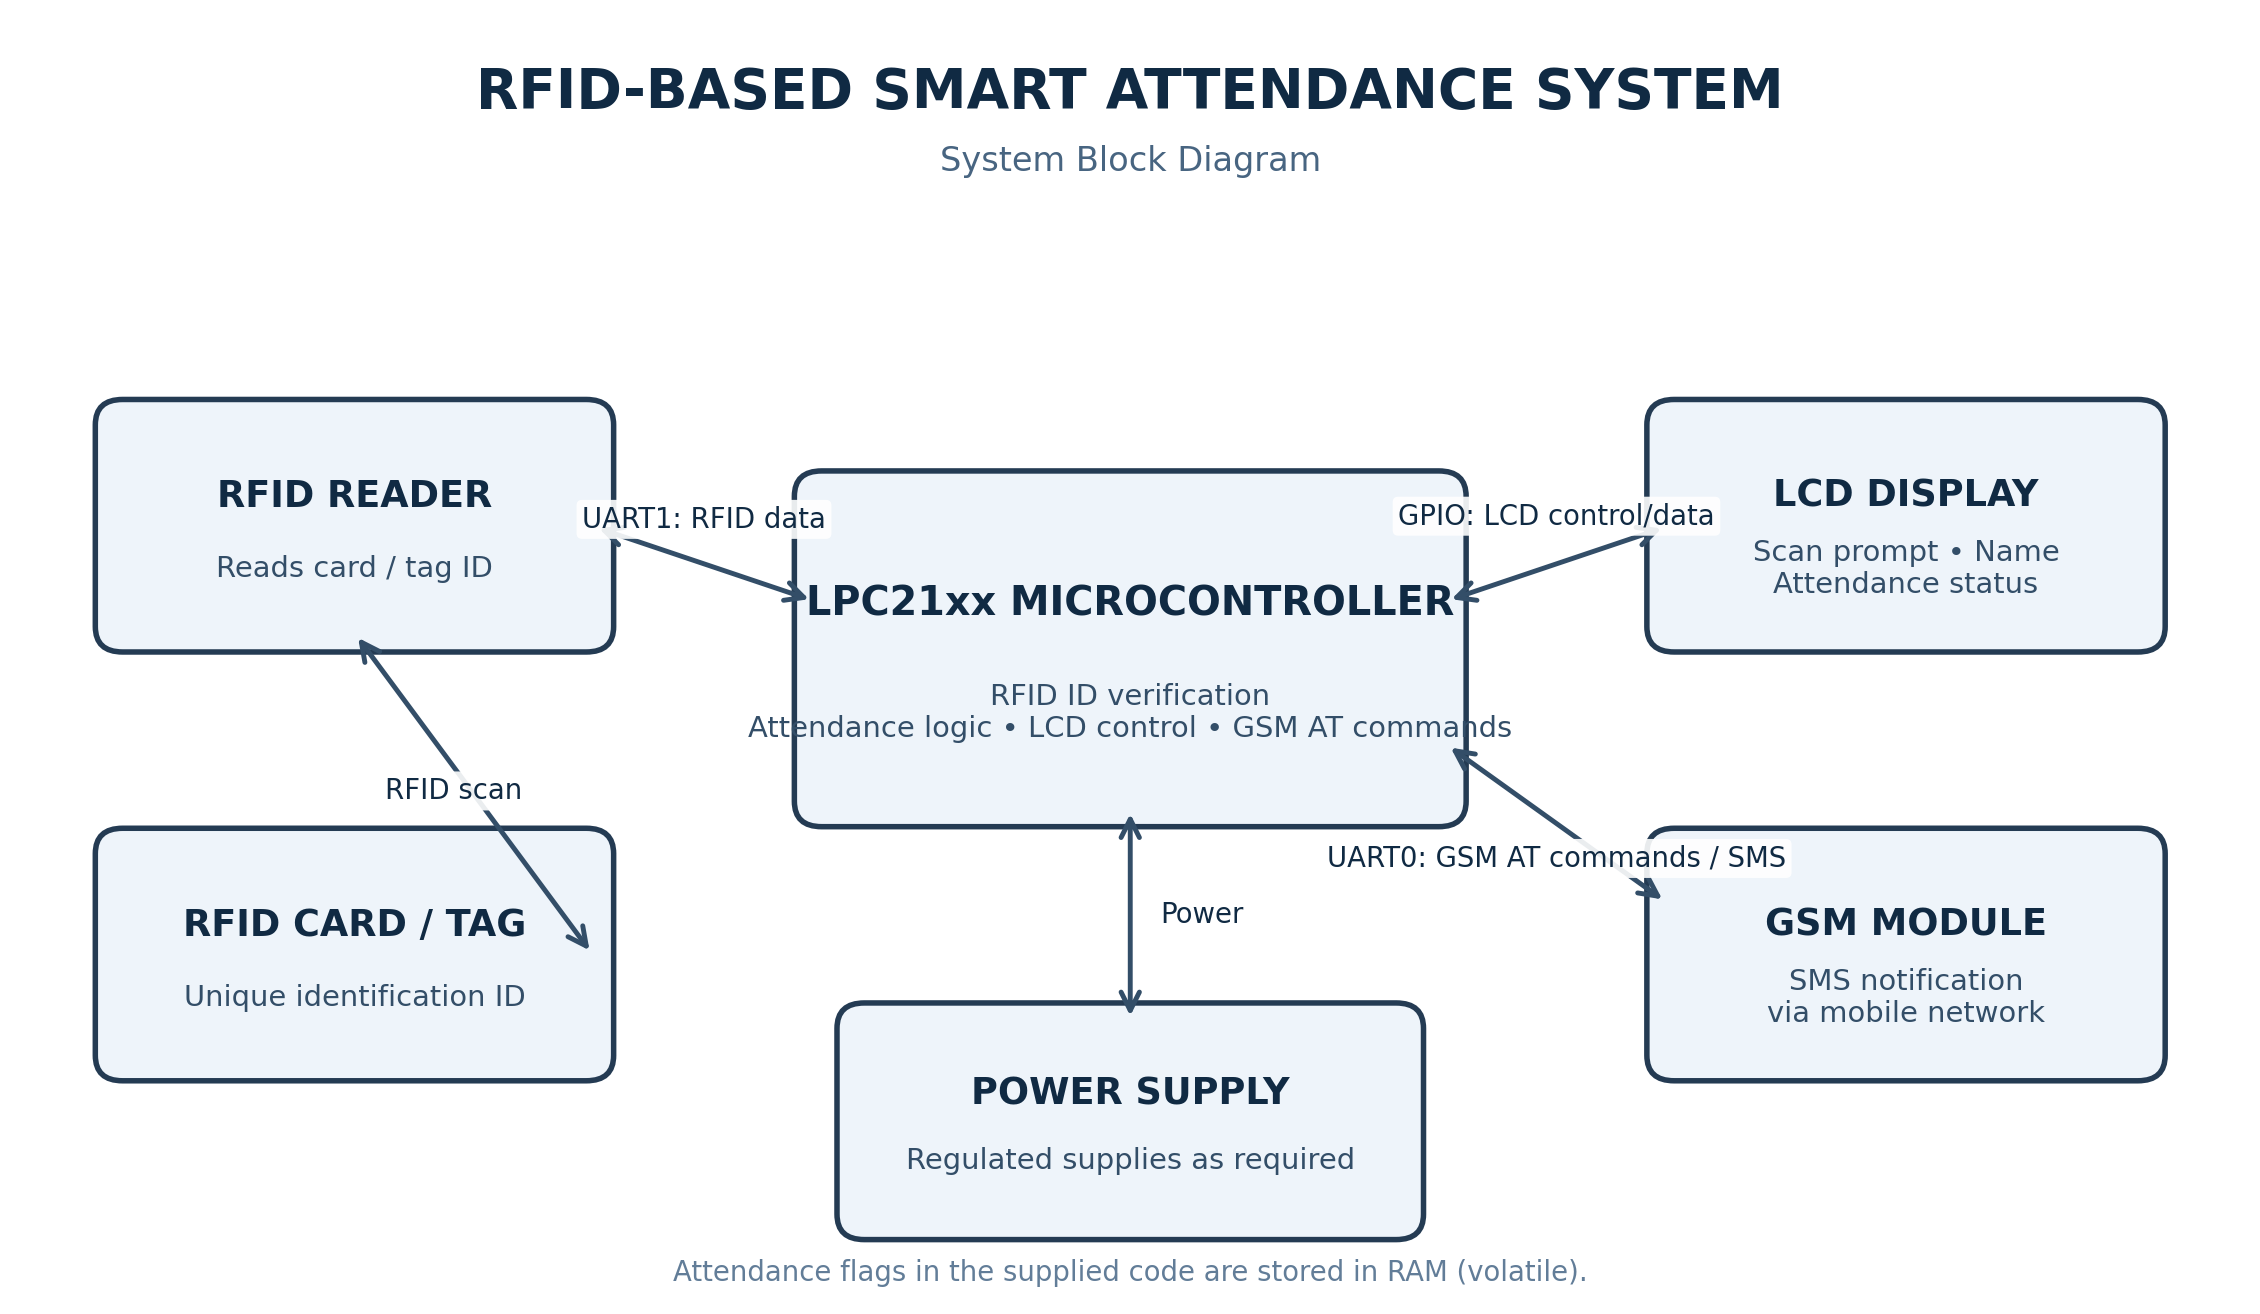 RFID-BASED SMART ATTENDANCE SYSTEM
System Block Diagram
RFID READER
Reads card / tag ID
UART1: RFID data
LPC21xx MICROCONTROLLER
RFID ID verification
Attendance logic • LCD control • GSM AT commands
GPIO: LCD control/data
LCD DISPLAY
Scan prompt • Name
Attendance status
RFID scan
RFID CARD / TAG
Unique identification ID
Power
UART0: GSM AT commands / SMS
GSM MODULE
SMS notification
via mobile network
POWER SUPPLY
Regulated supplies as required
Attendance flags in the supplied code are stored in RAM (volatile).